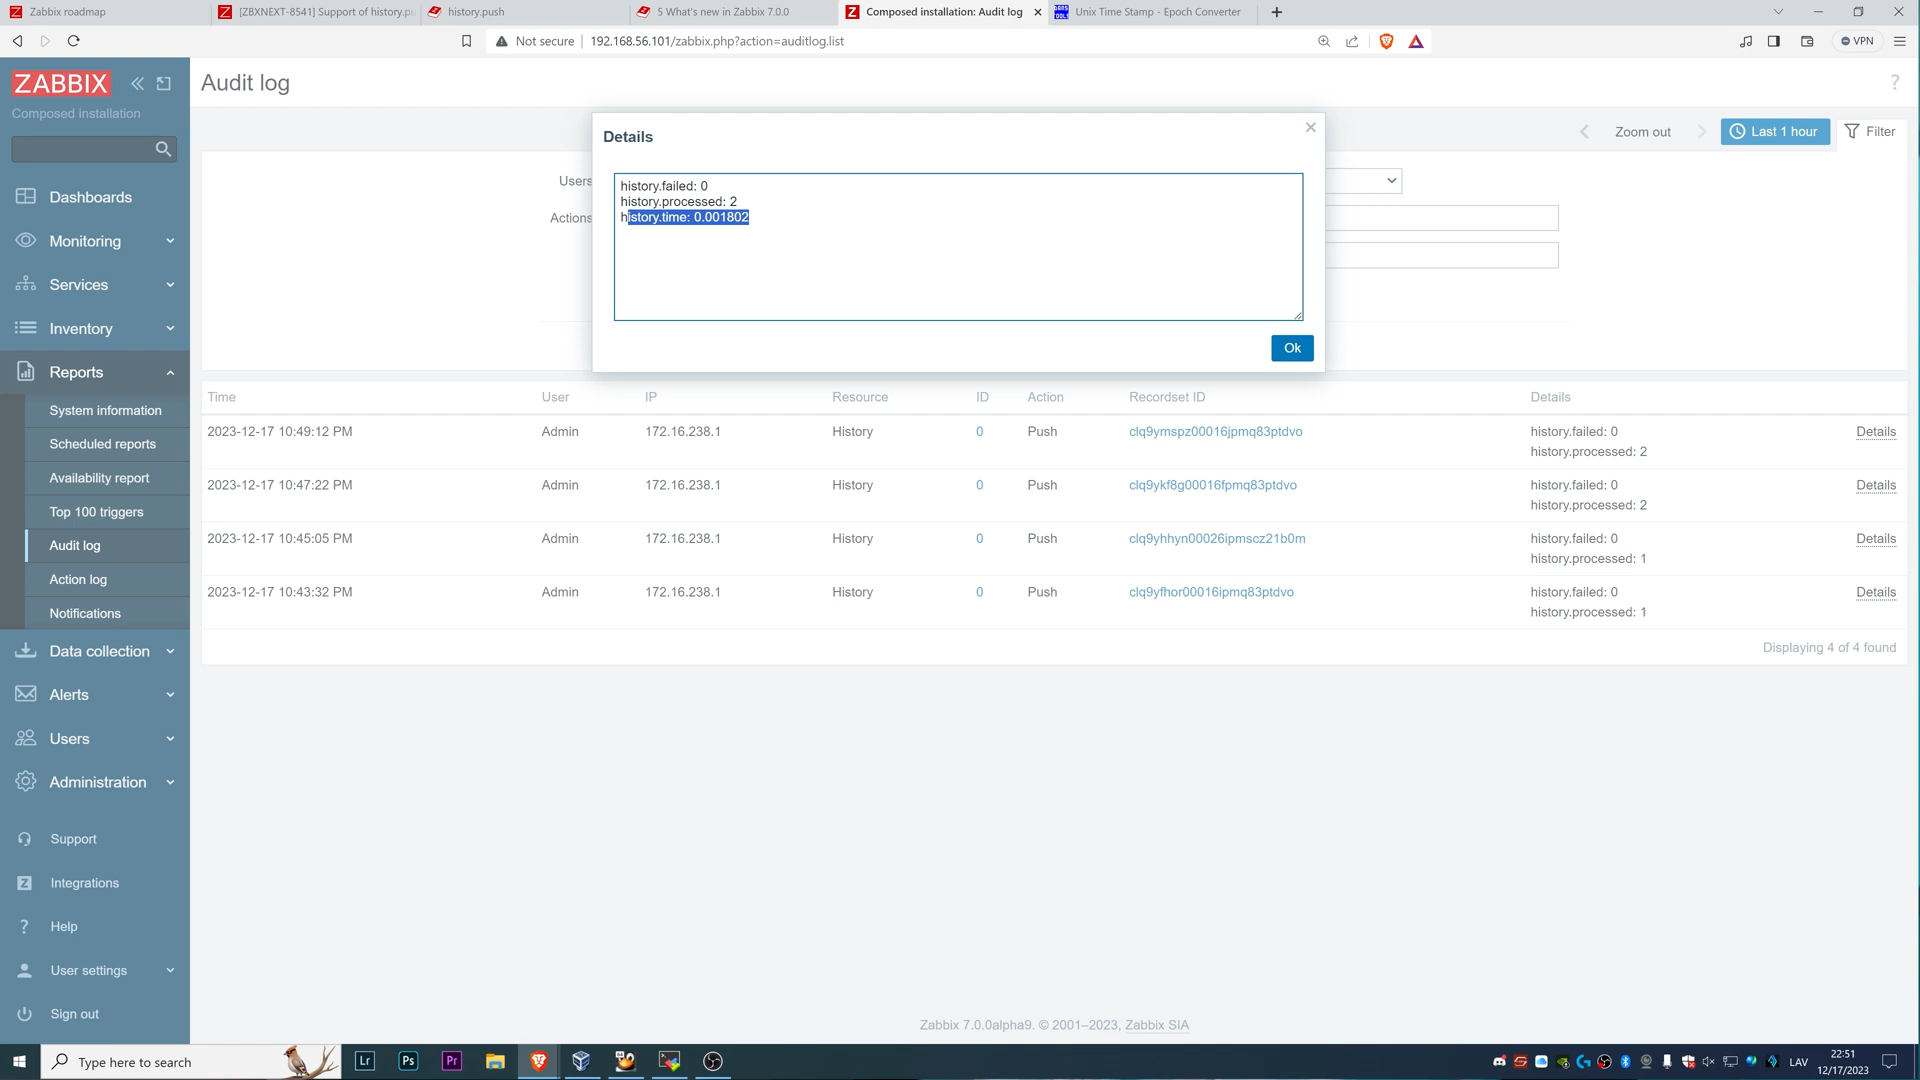 Zabbix roadmap
[ZBXNEXT-8541] Support of history.pu
history.push
5 What's new in Zabbix 7.0.0
Composed installation: Audit log
Unix Time Stamp - Epoch Converter
Not secure
192.168.56.101/zabbix.php?action=auditlog.list
VPN
ZABBIX
Composed installation
Dashboards
Monitoring
Services
Inventory
Reports
System information
Scheduled reports
Availability report
Top 100 triggers
Audit log
Action log
Notifications
Data collection
Alerts
Users
Administration
Support
Integrations
Help
User settings
Sign out
Audit log
?
Zoom out
Last 1 hour
Filter
Users
Actions
Details
history.failed: 0
history.processed: 2
history.time: 0.001802
Ok
Time User IP Resource ID Action Recordset ID Details
2023-12-17 10:49:12 PM Admin 172.16.238.1 History 0 Push clq9ymspz00016jpmq83ptdvo history.failed: 0 Details
history.processed: 2
2023-12-17 10:47:22 PM Admin 172.16.238.1 History 0 Push clq9ykf8g00016fpmq83ptdvo history.failed: 0 Details
history.processed: 2
2023-12-17 10:45:05 PM Admin 172.16.238.1 History 0 Push clq9yhhyn00026ipmscz21b0m history.failed: 0 Details
history.processed: 1
2023-12-17 10:43:32 PM Admin 172.16.238.1 History 0 Push clq9yfhor00016ipmq83ptdvo history.failed: 0 Details
history.processed: 1
Displaying 4 of 4 found
Zabbix 7.0.0alpha9. © 2001–2023, Zabbix SIA
Type here to search
Lr
Ps
Pr
LAV
22:51
12/17/2023